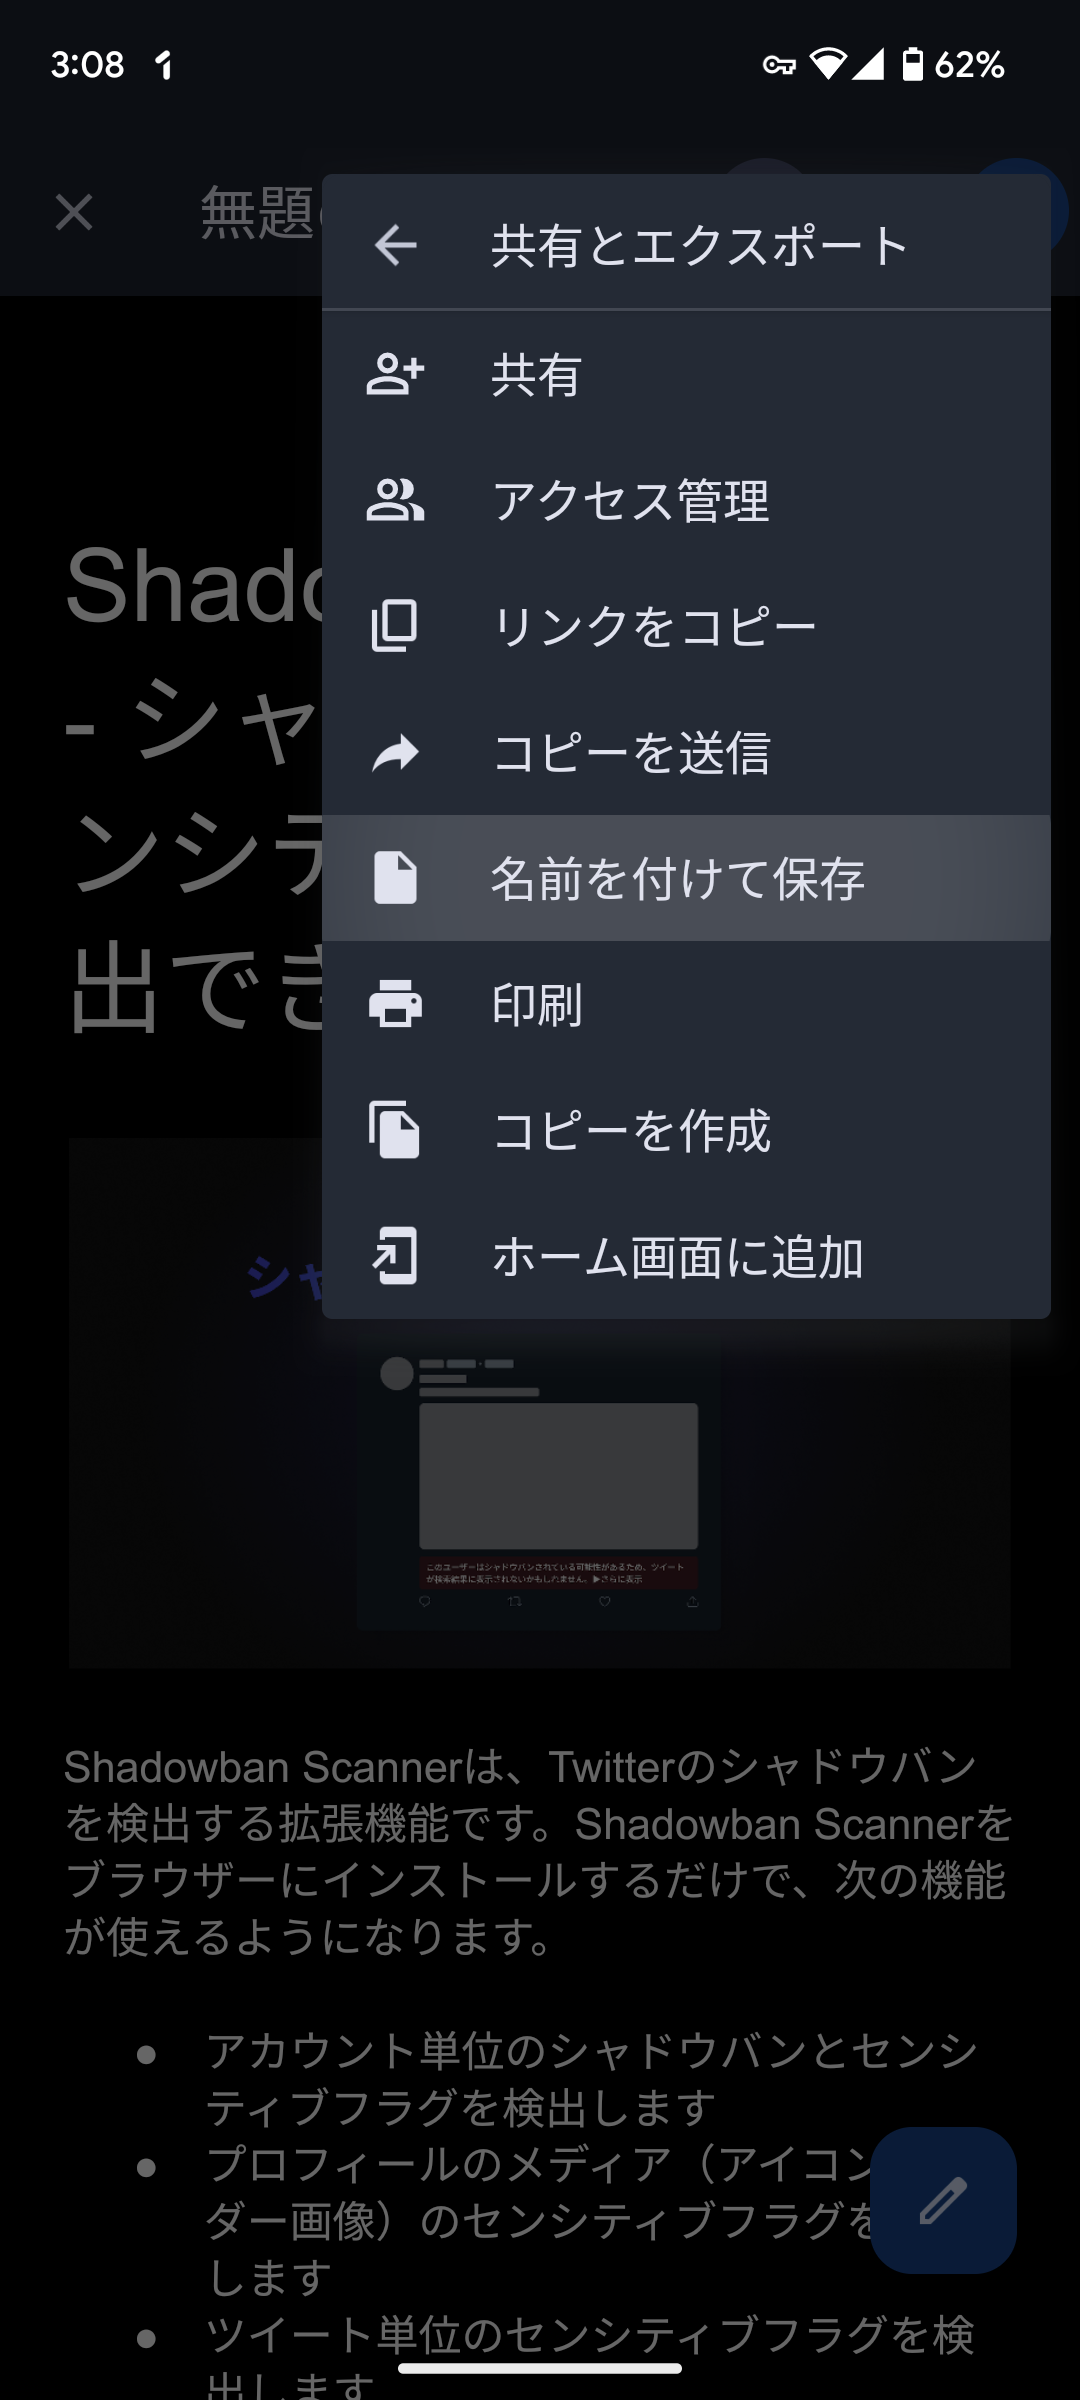 3:08
62%
無題
共有とエクスポート
共有
アクセス管理
リンクをコピー
コピーを送信
名前を付けて保存
印刷
コピーを作成
ホーム画面に追加
Shado
- シャ
ンシテ
出でき
シャ
このユーザーはシャドウバンされている可能性があるため、ツイート
が検索結果に表示されないかもしれません。▶さらに表示
Shadowban Scannerは、Twitterのシャドウバン
を検出する拡張機能です。Shadowban Scannerを
ブラウザーにインストールするだけで、次の機能
が使えるようになります。
● アカウント単位のシャドウバンとセンシ
ティブフラグを検出します
● プロフィールのメディア（アイコン
ダー画像）のセンシティブフラグを
します
● ツイート単位のセンシティブフラグを検
出します